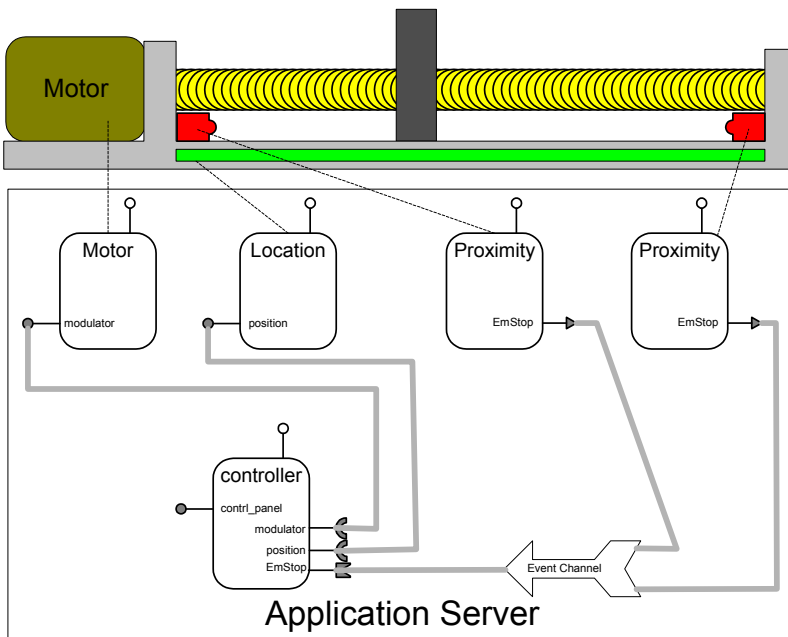 Motor
Motor
Location
Proximity
Proximity
modulator
position
EmStop
EmStop
controller
contrl_panel
modulator
position
EmStop
Event Channel
Application Server